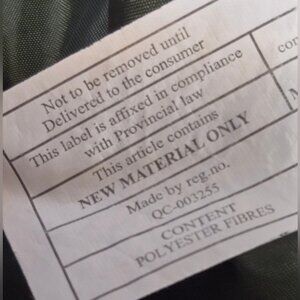 Not to be removed until
Delivered to the consumer
This label is affixed in compliance
with Provincial law
This article contains
NEW MATERIAL ONLY
Made by reg.no.
QC-003255
CONTENT
POLYESTER FIBRES